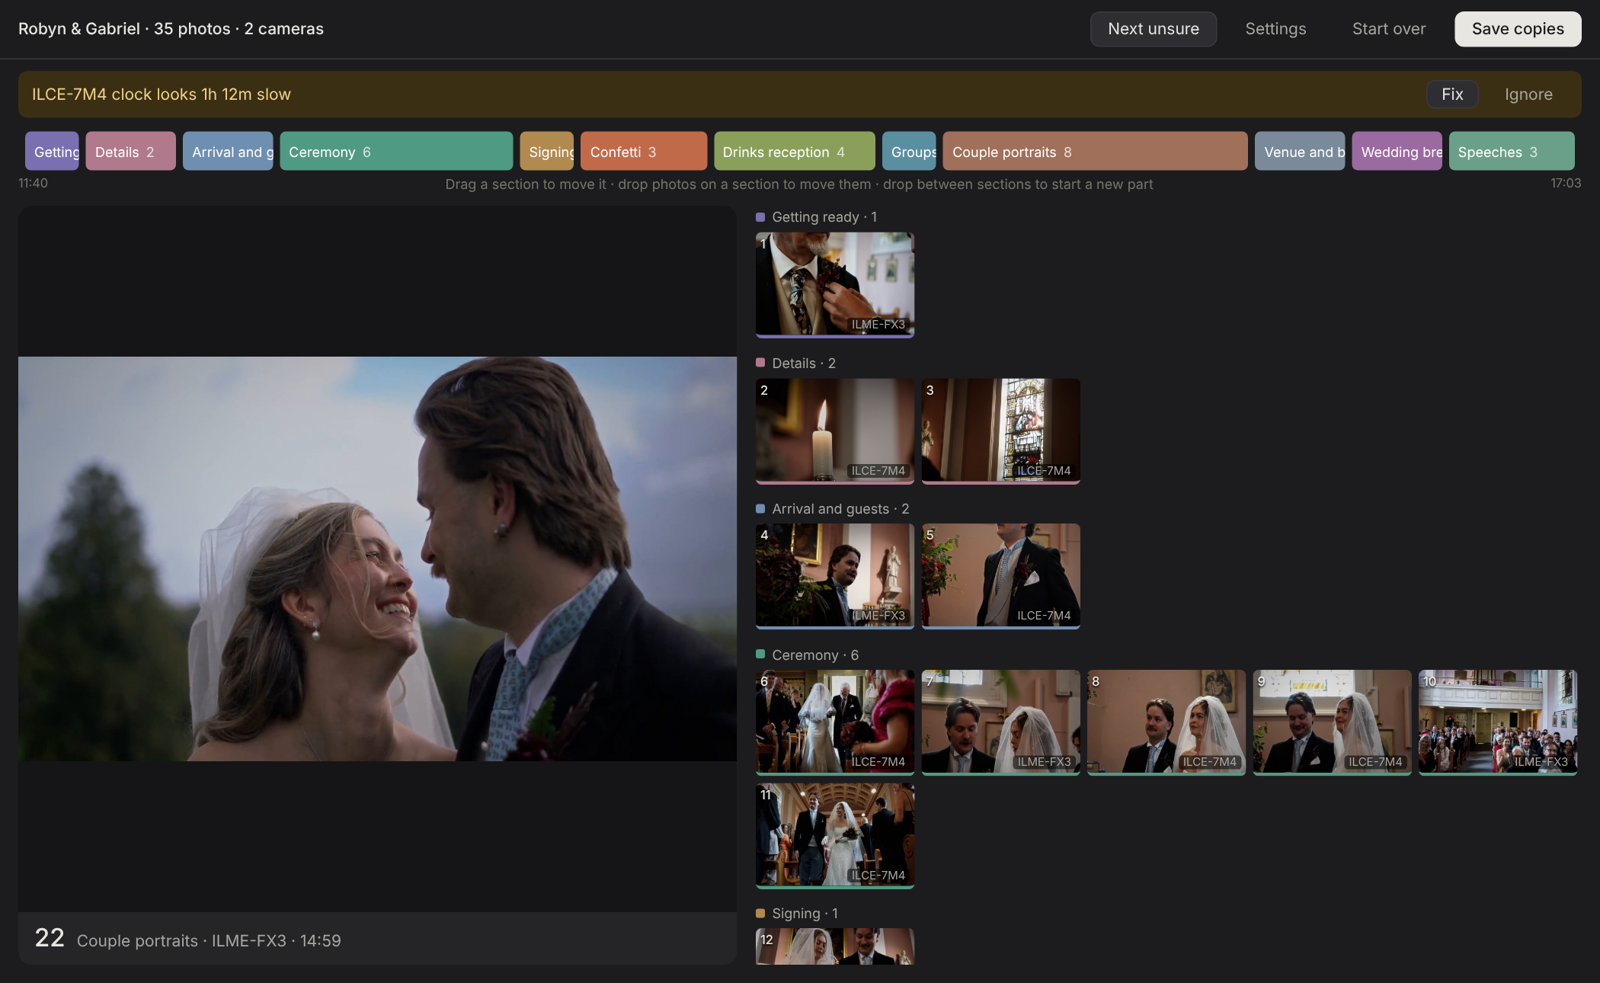 Robyn & Gabriel · 35 photos · 2 cameras
Next unsure
Settings
Start over
Save copies
ILCE-7M4 clock looks 1h 12m slow
Fix
Ignore
Getting
Details 2
Arrival and g
Ceremony 6
Signing
Confetti 3
Drinks reception 4
Groups
Couple portraits 8
Venue and b
Wedding bre
Speeches 3
11:40
Drag a section to move it · drop photos on a section to move them · drop between sections to start a new part
17:03
Getting ready · 1
1
ILME-FX3
Details · 2
2
ILCE-7M4
3
ILCE-7M4
Arrival and guests · 2
4
ILME-FX3
5
ILCE-7M4
Ceremony · 6
6
ILCE-7M4
7
ILME-FX3
8
ILCE-7M4
9
ILCE-7M4
10
ILME-FX3
11
ILCE-7M4
Signing · 1
12
22 Couple portraits · ILME-FX3 · 14:59